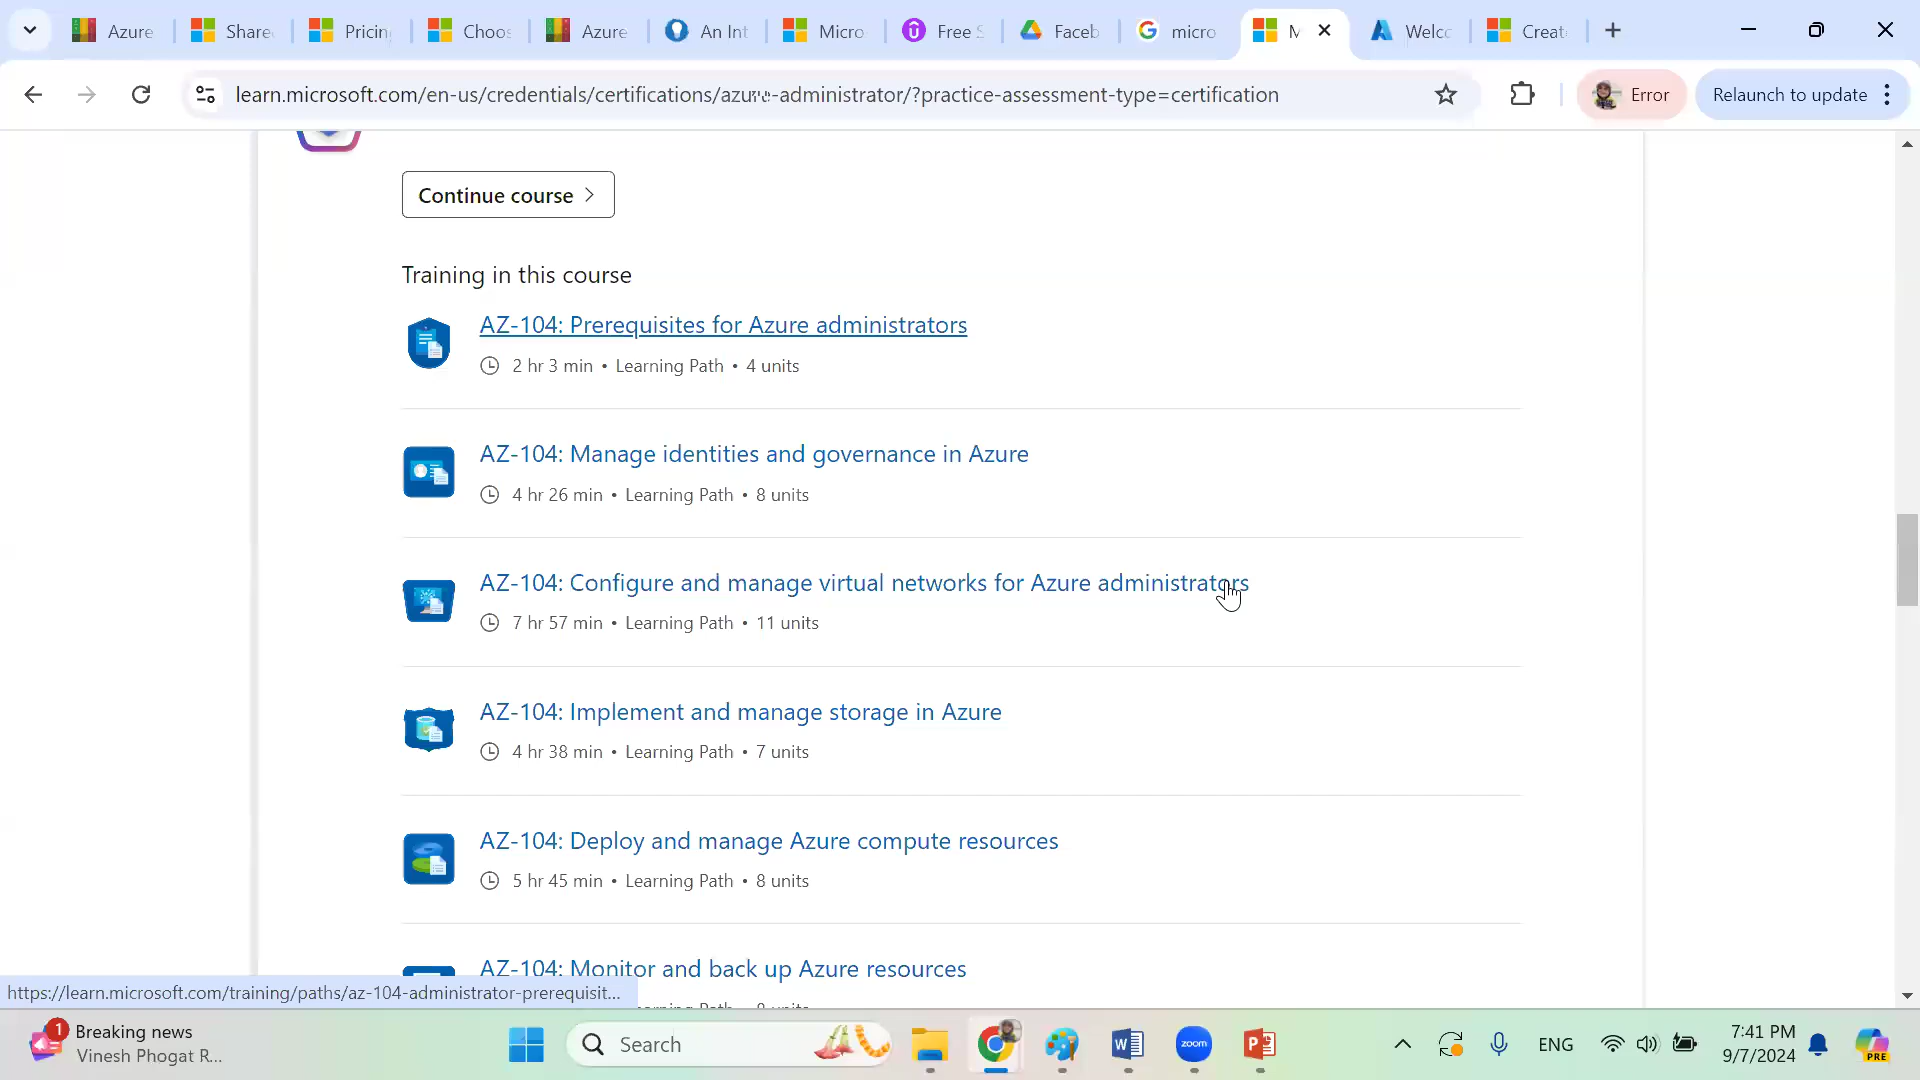 Azure
Share
Pricin
Choos
Azure
An Int
Micro
Free S
Faceb
micro
M
Welc
Creat
learn.microsoft.com/en-us/credentials/certifications/azure-administrator/?practice-assessment-type=certification
Error
Relaunch to update
Continue course
Training in this course
AZ-104: Prerequisites for Azure administrators
2 hr 3 min • Learning Path • 4 units
AZ-104: Manage identities and governance in Azure
4 hr 26 min • Learning Path • 8 units
AZ-104: Configure and manage virtual networks for Azure administrators
7 hr 57 min • Learning Path • 11 units
AZ-104: Implement and manage storage in Azure
4 hr 38 min • Learning Path • 7 units
AZ-104: Deploy and manage Azure compute resources
5 hr 45 min • Learning Path • 8 units
AZ-104: Monitor and back up Azure resources
https://learn.microsoft.com/training/paths/az-104-administrator-prerequisit...
1
Breaking news
Vinesh Phogat R...
Search
W
zoom
P
ENG
7:41 PM
9/7/2024
PRE